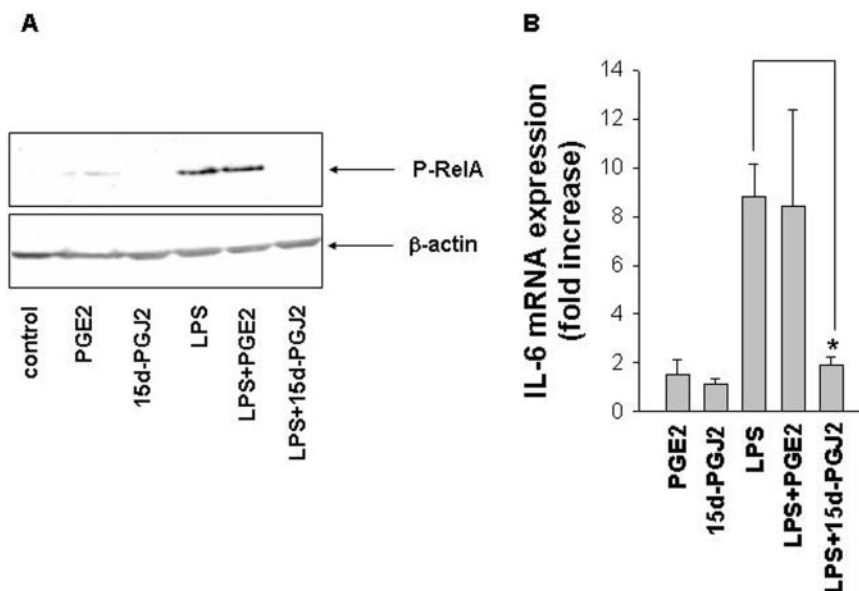 A
P-RelA
β-actin
control
PGE2
15d-PGJ2
LPS
LPS+PGE2
LPS+15d-PGJ2
B
IL-6 mRNA expression
(fold increase)
14
12
10
8
6
4
2
0
*
PGE2
15d-PGJ2
LPS
LPS+PGE2
LPS+15d-PGJ2